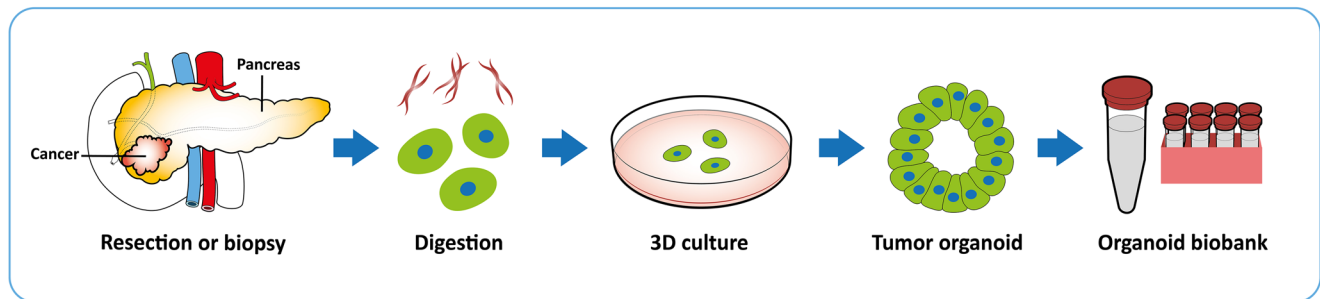 Pancreas
Cancer
Resection or biopsy
Digestion
3D culture
Tumor organoid
Organoid biobank